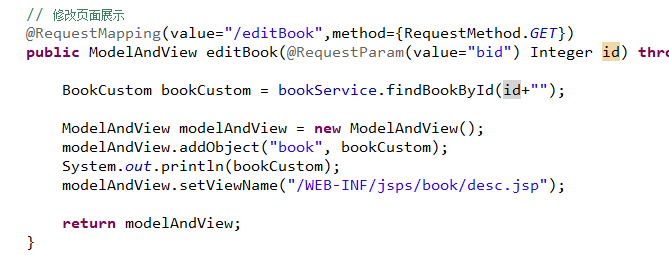 // 修改页面展示
@RequestMapping(value="/editBook",method={RequestMethod.GET})
public ModelAndView editBook(@RequestParam(value="bid") Integer id) thro
BookCustom bookCustom = bookService.findBookById(id+"");
ModelAndView modelAndView = new ModelAndView();
modelAndView.addObject("book", bookCustom);
System.out.println(bookCustom);
modelAndView.setViewName("/WEB-INF/jsps/book/desc.jsp");
return modelAndView;
}